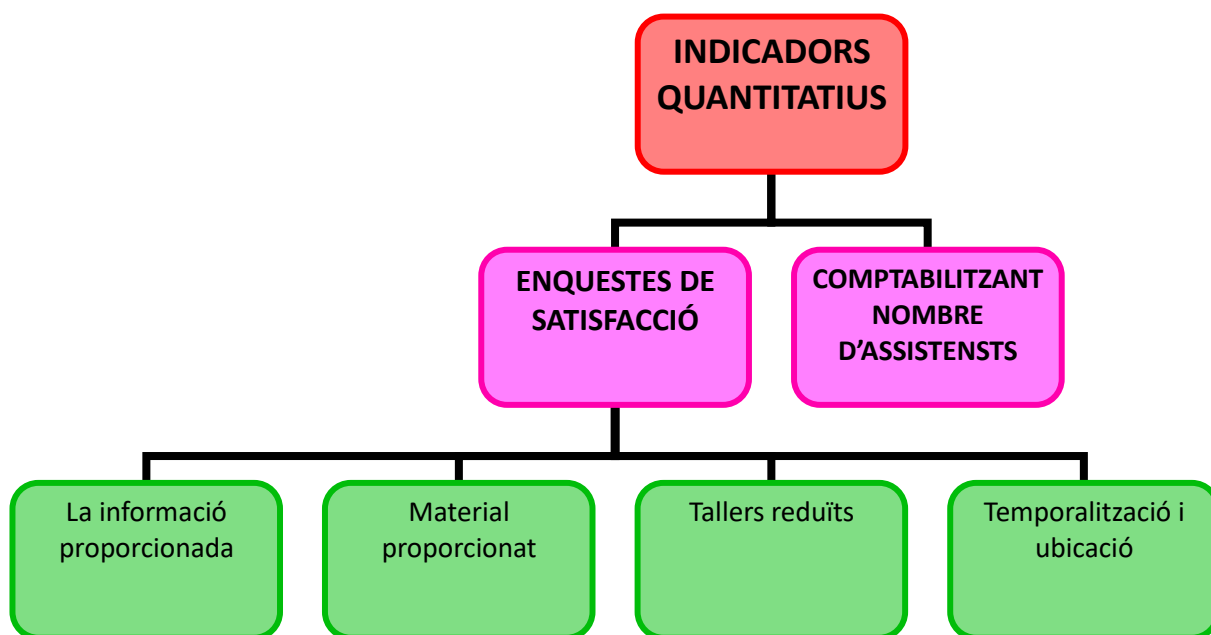 INDICADORS
QUANTITATIUS
ENQUESTES DE
SATISFACCIÓ
COMPTABILITZANT
NOMBRE
D’ASSISTENSTS
La informació
proporcionada
Material
proporcionat
Tallers reduïts
Temporalització i
ubicació